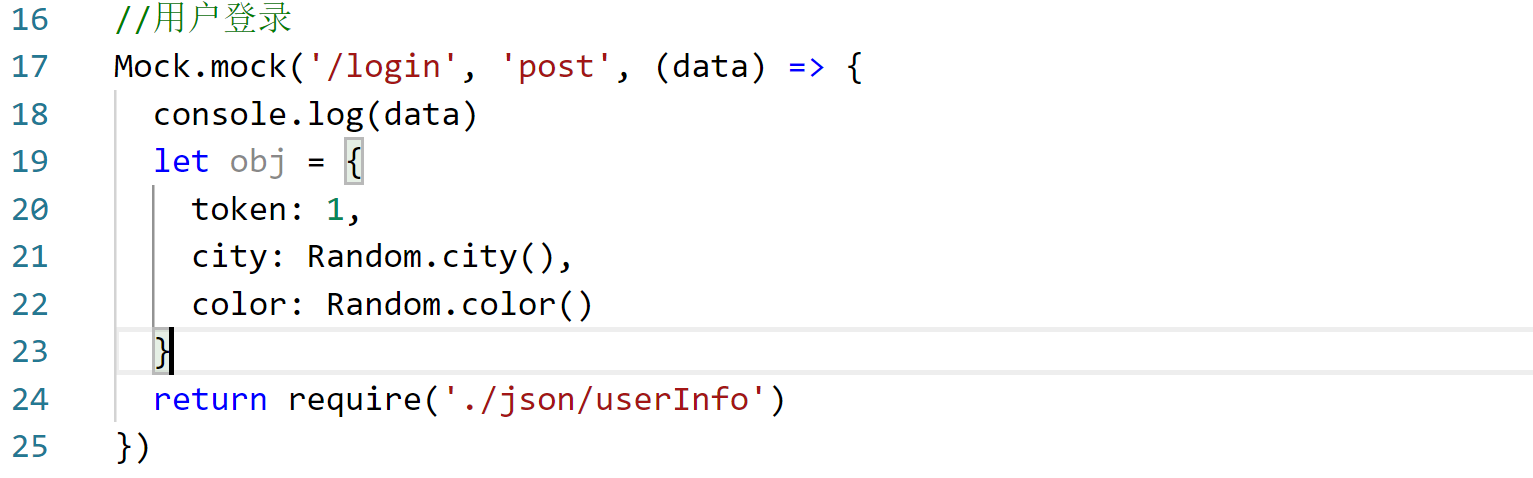 16 //用户登录
17 Mock.mock('/login', 'post', (data) => {
18 console.log(data)
19 let obj = {
20 token: 1,
21 city: Random.city(),
22 color: Random.color()
23 }
24 return require('./json/userInfo')
25 })